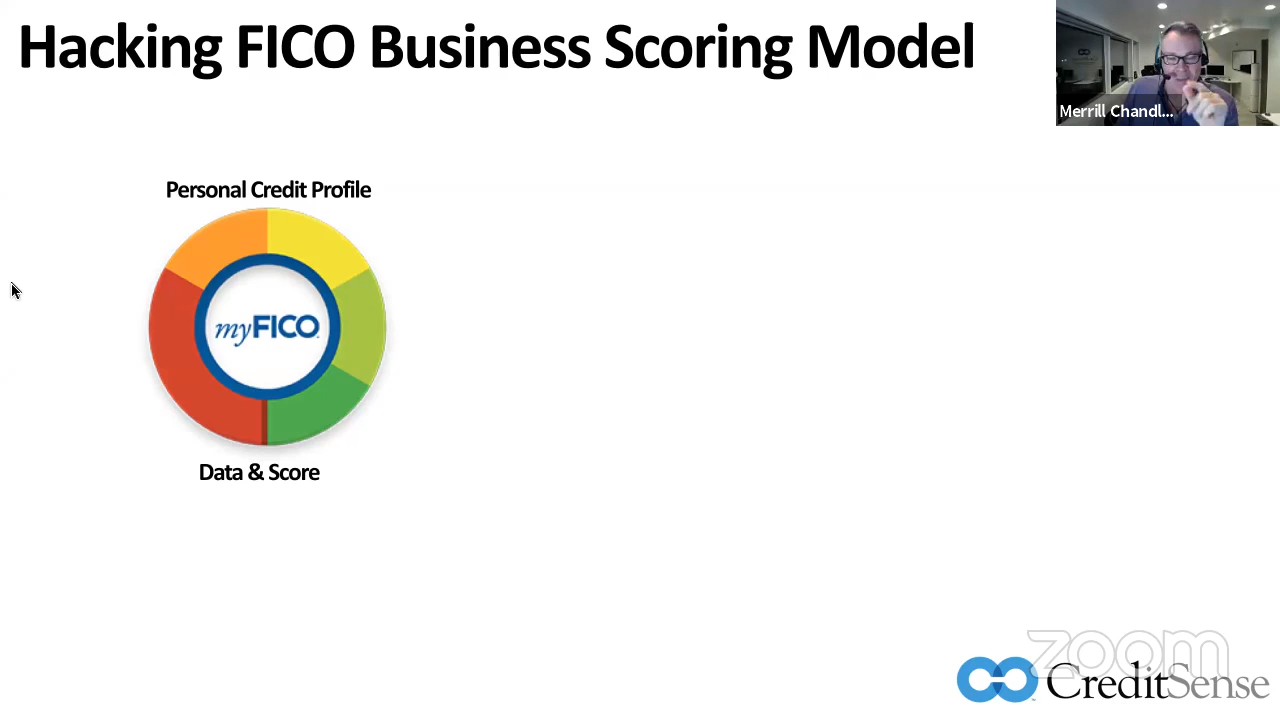 Hacking FICO Business Scoring Model
Merrill Chandl...
Personal Credit Profile
myFICO
Data & Score
zoom
CreditSense